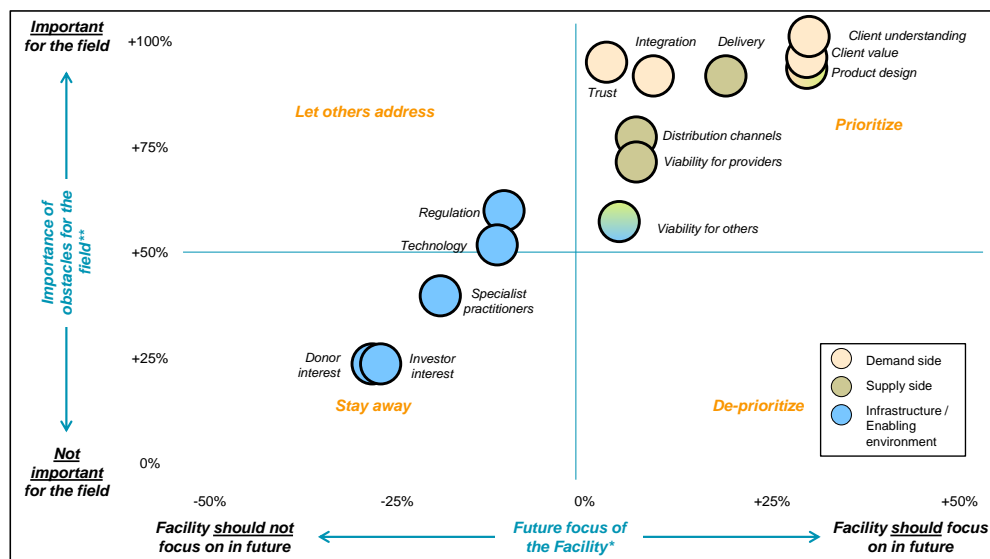 Important
for the field
+100%
Integration
Delivery
Client understanding
Client value
Product design
Trust
Let others address
Prioritize
Distribution channels
+75%
Viability for providers
Importance of
obstacles for the
field**
Regulation
Viability for others
Technology
+50%
Specialist
practitioners
+25%
Donor
interest
Investor
interest
Demand side
Supply side
Infrastructure /
Enabling
environment
Stay away
De-prioritize
Not
important
for the field
0%
-50%
-25%
0%
+25%
+50%
Facility should not
focus on in future
Future focus of
the Facility*
Facility should focus
on in future